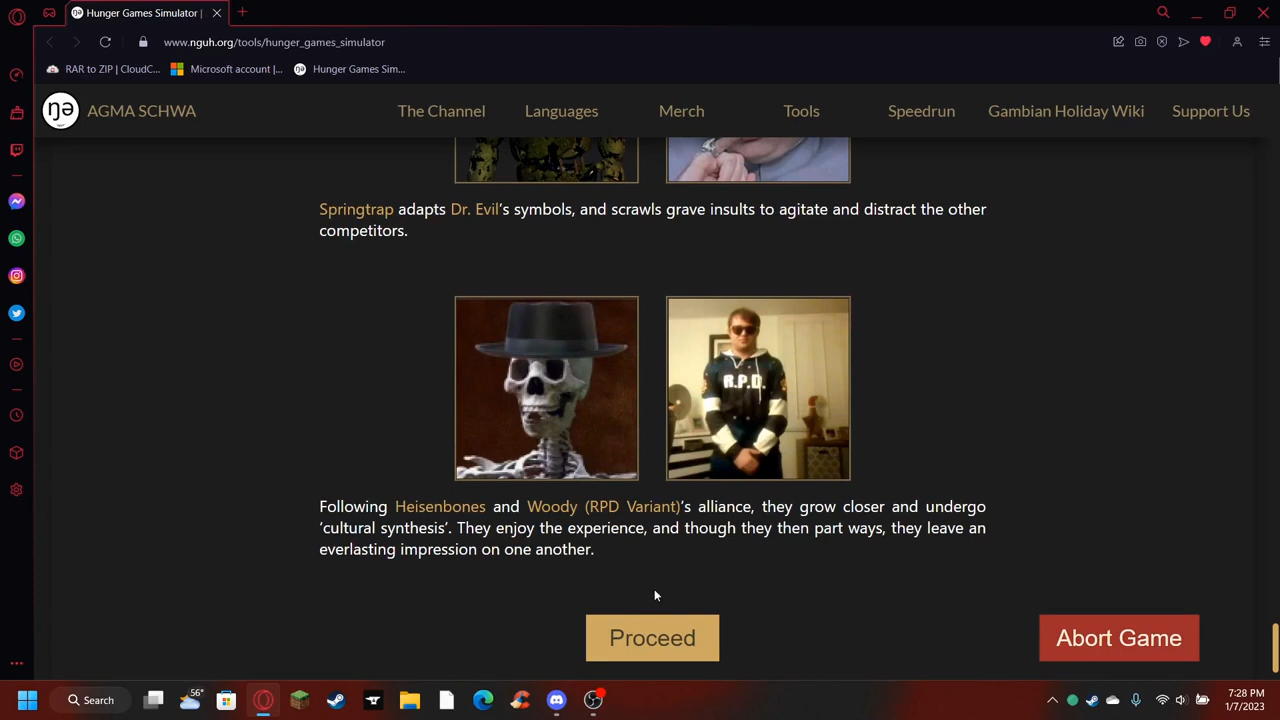 Hunger Games Simulator |
www.nguh.org/tools/hunger_games_simulator
RAR to ZIP | CloudC... Microsoft account |... Hunger Games Sim...
ŋə AGMA SCHWA The Channel Languages Merch Tools Speedrun Gambian Holiday Wiki Support Us
Springtrap adapts Dr. Evil’s symbols, and scrawls grave insults to agitate and distract the other
competitors.
R.P.D.
Following Heisenbones and Woody (RPD Variant)’s alliance, they grow closer and undergo
‘cultural synthesis’. They enjoy the experience, and though they then part ways, they leave an
everlasting impression on one another.
Proceed
Abort Game
Search
56°
7:28 PM
1/7/2023